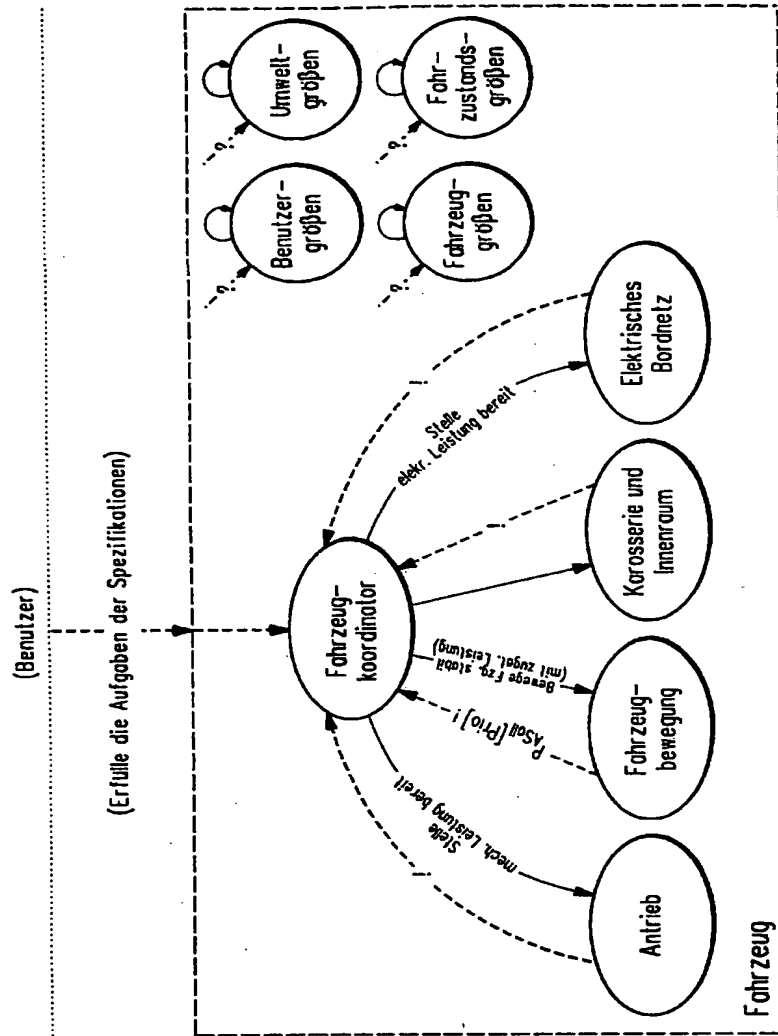 (Benutzer)
(Erfülle die Aufgaben der Spezifikationen)
Benutzer-
größen
Umwelt-
größen
Fahrzeug-
größen
Fahr-
zustands-
größen
?
?
?
?
Fahrzeug-
koordinator
Stelle
mech. Leistung bereit
!
P_ASoll [Prio] !
Bewege Fzg. stabil
(mit zuget. Leistung)
!
Stelle
elekr. Leistung bereit
!
Antrieb
Fahrzeug-
bewegung
Karosserie und
Innenraum
Elektrisches
Bordnetz
Fahrzeug